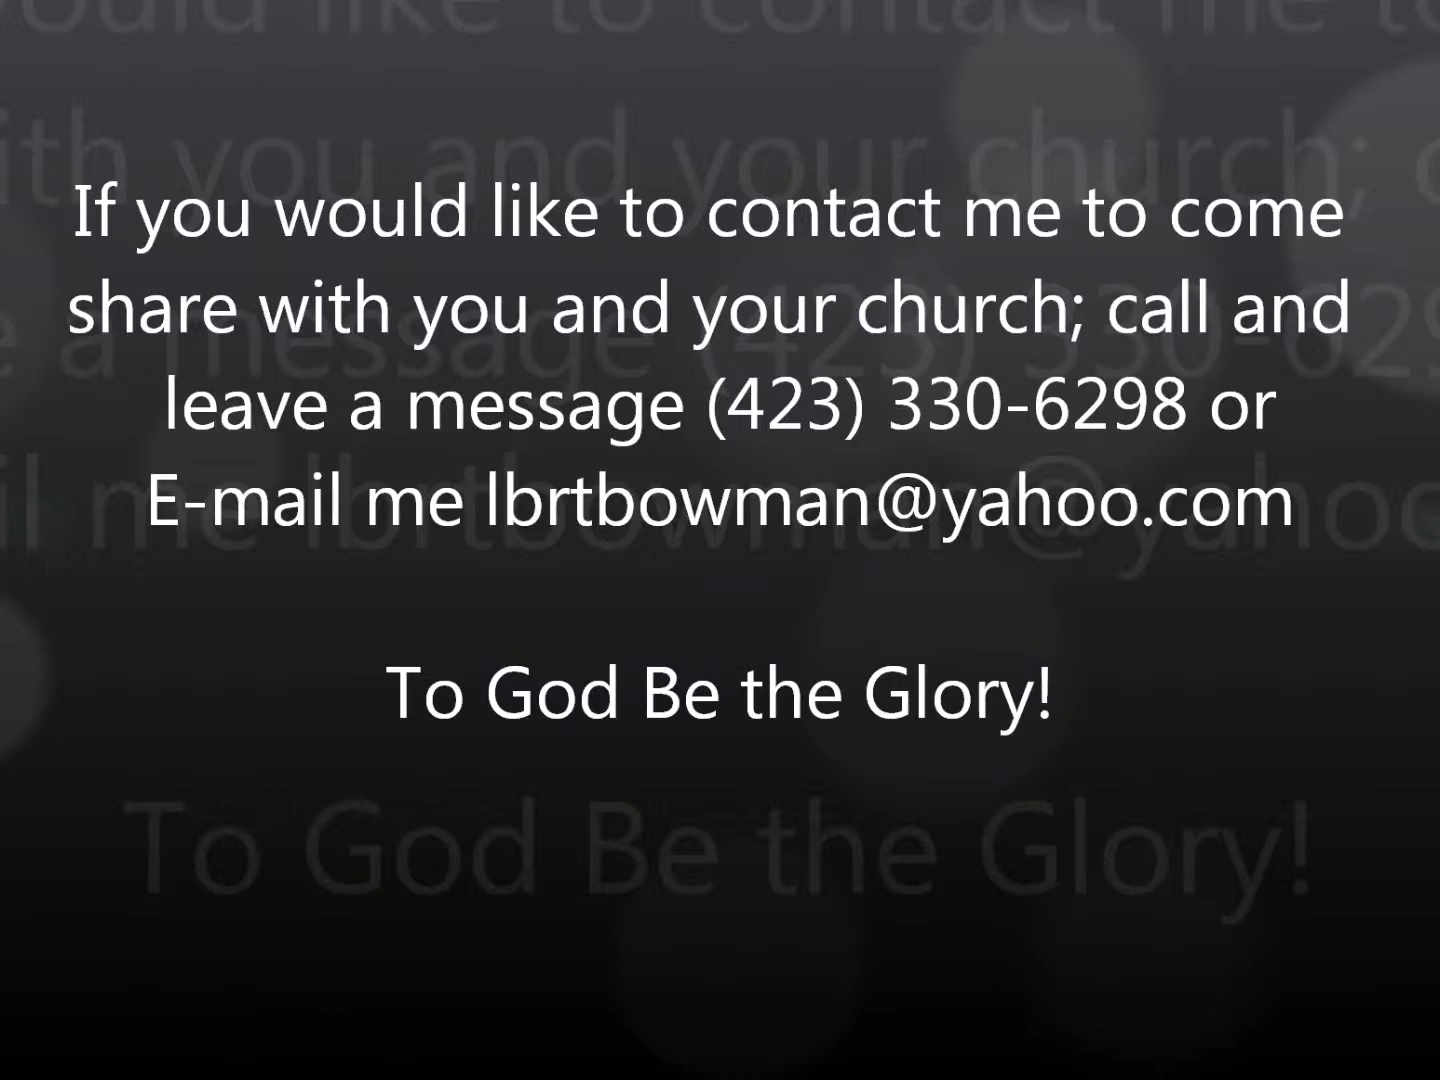 If you would like to contact me to come
share with you and your church; call and
leave a message (423) 330-6298 or
E-mail me lbrtbowman@yahoo.com
To God Be the Glory!